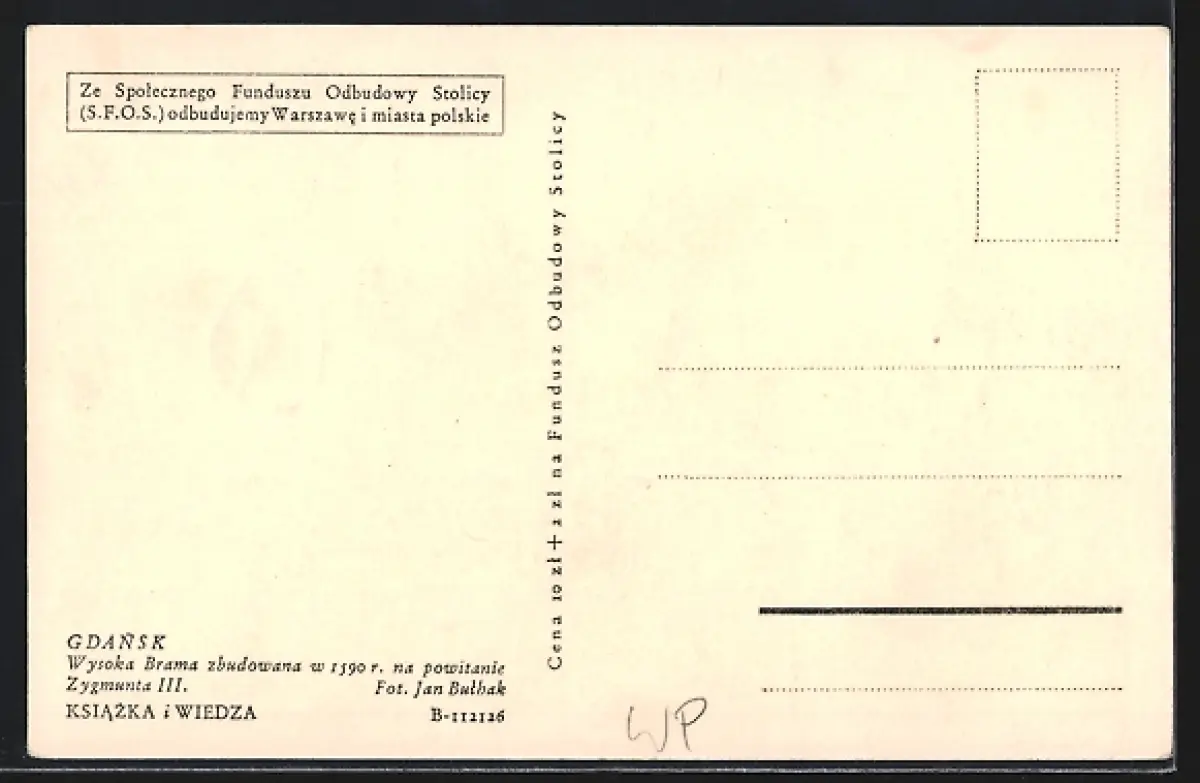 Ze Społecznego Funduszu Odbudowy Stolicy
(S.F.O.S.) odbudujemy Warszawę i miasta polskie
Cena 10 zł + 2 zł na Fundusz Odbudowy Stolicy
GDAŃSK
Wysoka Brama zbudowana w 1590 r. na powitanie
Zygmunta III. Fot. Jan Bułhak
KSIĄŻKA i WIEDZA B-112126
WP